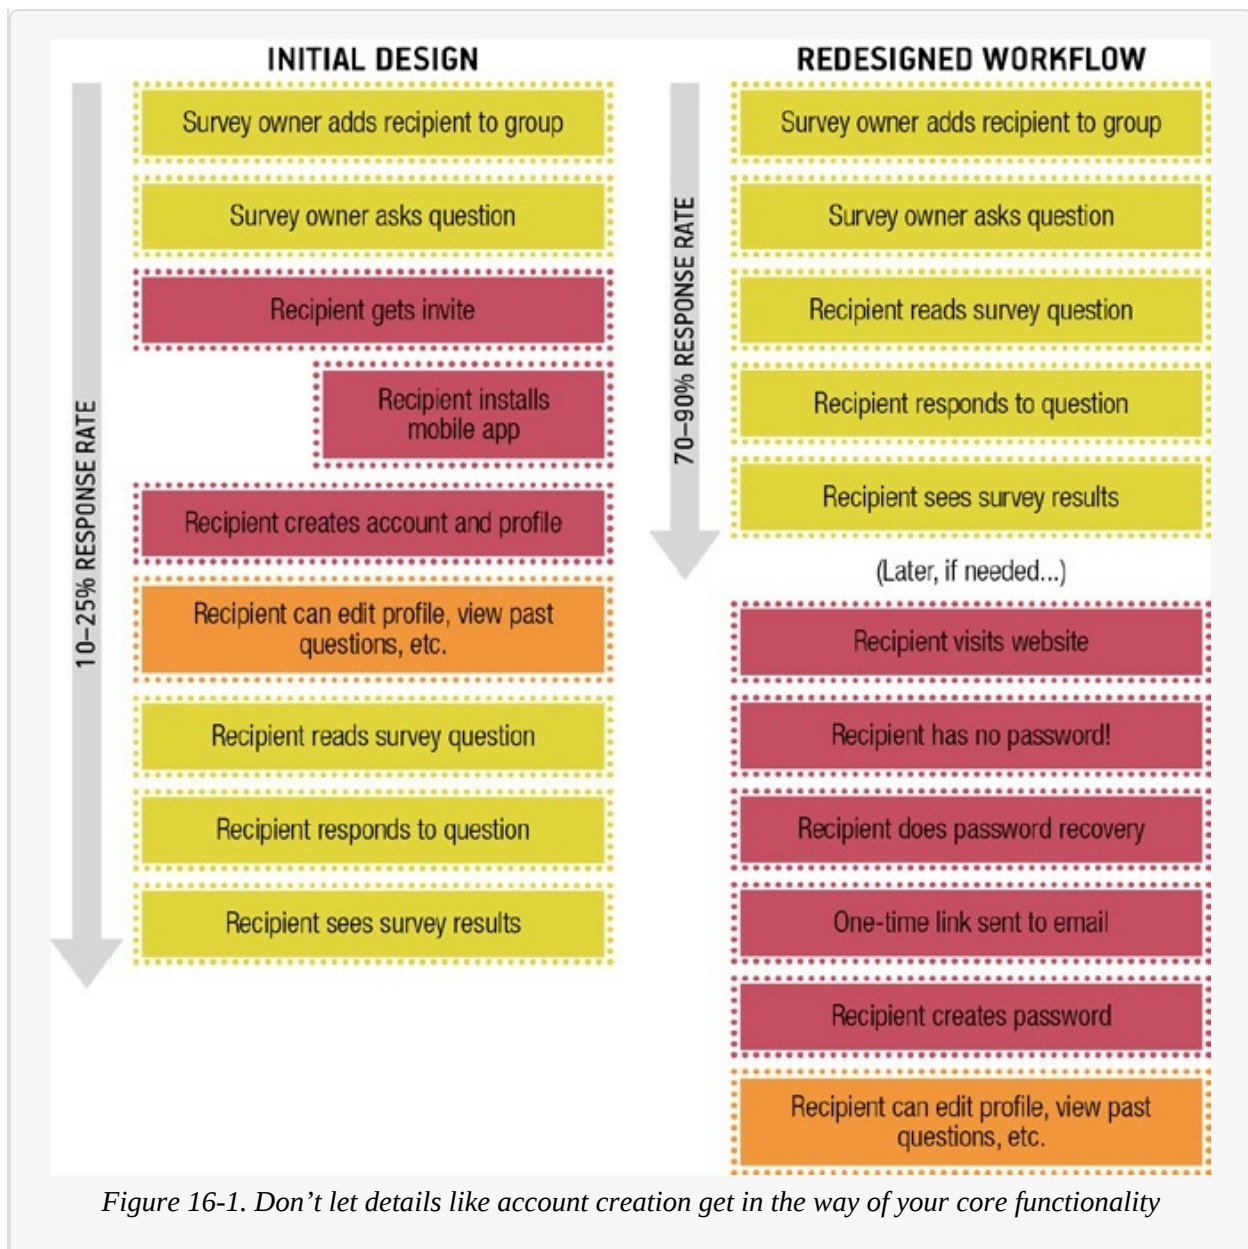 INITIAL DESIGN
Survey owner adds recipient to group
Survey owner asks question
Recipient gets invite
Recipient installs
mobile app
Recipient creates account and profile
Recipient can edit profile, view past
questions, etc.
Recipient reads survey question
Recipient responds to question
Recipient sees survey results
10–25% RESPONSE RATE
REDESIGNED WORKFLOW
Survey owner adds recipient to group
Survey owner asks question
Recipient reads survey question
Recipient responds to question
Recipient sees survey results
70–90% RESPONSE RATE
(Later, if needed...)
Recipient visits website
Recipient has no password!
Recipient does password recovery
One-time link sent to email
Recipient creates password
Recipient can edit profile, view past
questions, etc.
Figure 16-1. Don’t let details like account creation get in the way of your core functionality